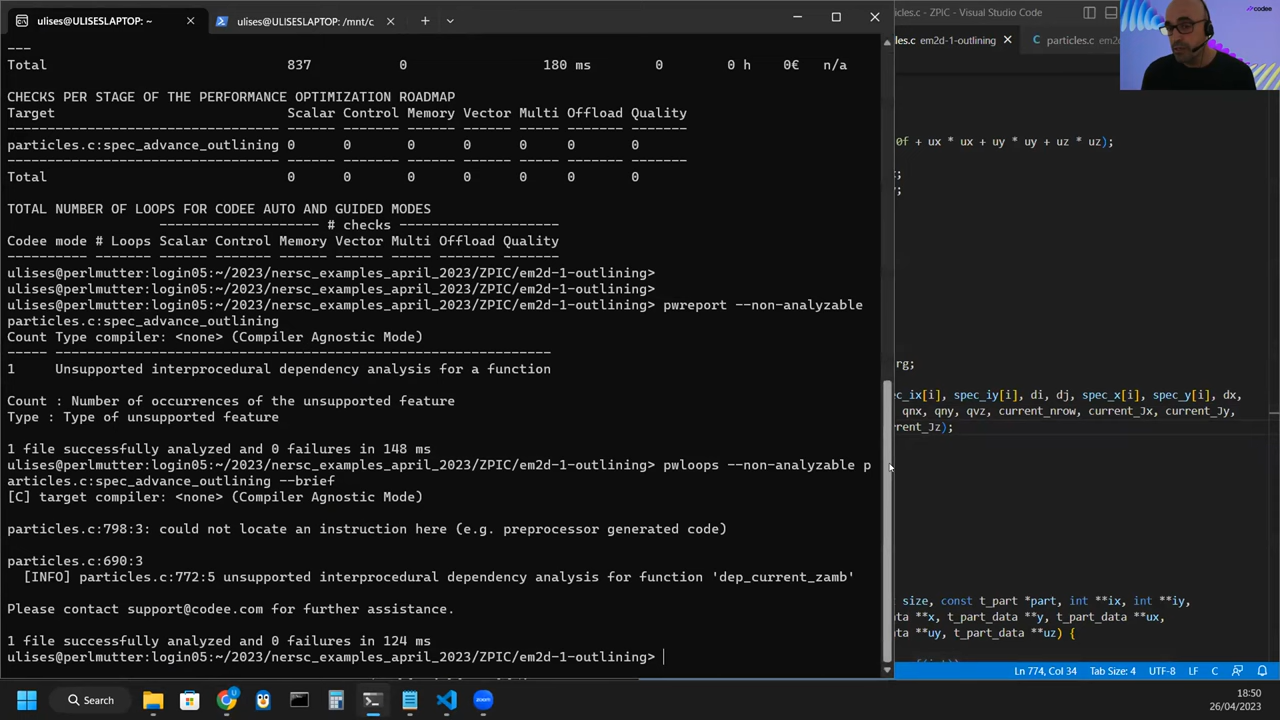 ulises@ULISESLAPTOP: ~
ulises@ULISESLAPTOP: /mnt/c
particles.c - ZPIC - Visual Studio Code
codee
les.c em2d-1-outlining
particles.c em2d
---
Total 837 0 180 ms 0 0 h 0€ n/a
CHECKS PER STAGE OF THE PERFORMANCE OPTIMIZATION ROADMAP
Target Scalar Control Memory Vector Multi Offload Quality
particles.c:spec_advance_outlining 0 0 0 0 0 0 0
Total 0 0 0 0 0 0 0
TOTAL NUMBER OF LOOPS FOR CODEE AUTO AND GUIDED MODES
------------------- # checks -------------------
Codee mode # Loops Scalar Control Memory Vector Multi Offload Quality
ulises@perlmutter:login05:~/2023/nersc_examples_april_2023/ZPIC/em2d-1-outlining>
ulises@perlmutter:login05:~/2023/nersc_examples_april_2023/ZPIC/em2d-1-outlining>
ulises@perlmutter:login05:~/2023/nersc_examples_april_2023/ZPIC/em2d-1-outlining> pwreport --non-analyzable
particles.c:spec_advance_outlining
Count Type compiler: <none> (Compiler Agnostic Mode)
1 Unsupported interprocedural dependency analysis for a function
Count : Number of occurrences of the unsupported feature
Type : Type of unsupported feature
1 file successfully analyzed and 0 failures in 148 ms
ulises@perlmutter:login05:~/2023/nersc_examples_april_2023/ZPIC/em2d-1-outlining> pwloops --non-analyzable p
articles.c:spec_advance_outlining --brief
[C] target compiler: <none> (Compiler Agnostic Mode)
particles.c:798:3: could not locate an instruction here (e.g. preprocessor generated code)
particles.c:690:3
[INFO] particles.c:772:5 unsupported interprocedural dependency analysis for function 'dep_current_zamb'
Please contact support@codee.com for further assistance.
1 file successfully analyzed and 0 failures in 124 ms
ulises@perlmutter:login05:~/2023/nersc_examples_april_2023/ZPIC/em2d-1-outlining>
0f + ux * ux + uy * uy + uz * uz);
;
;
rg;
ec_ix[i], spec_iy[i], di, dj, spec_x[i], spec_y[i], dx,
qnx, qny, qvz, current_nrow, current_Jx, current_Jy,
rrent_Jz);
size, const t_part *part, int **ix, int **iy,
ata **x, t_part_data **y, t_part_data **ux,
data **uy, t_part_data **uz) {
Ln 774, Col 34 Tab Size: 4 UTF-8 LF C
Search
18:50
26/04/2023